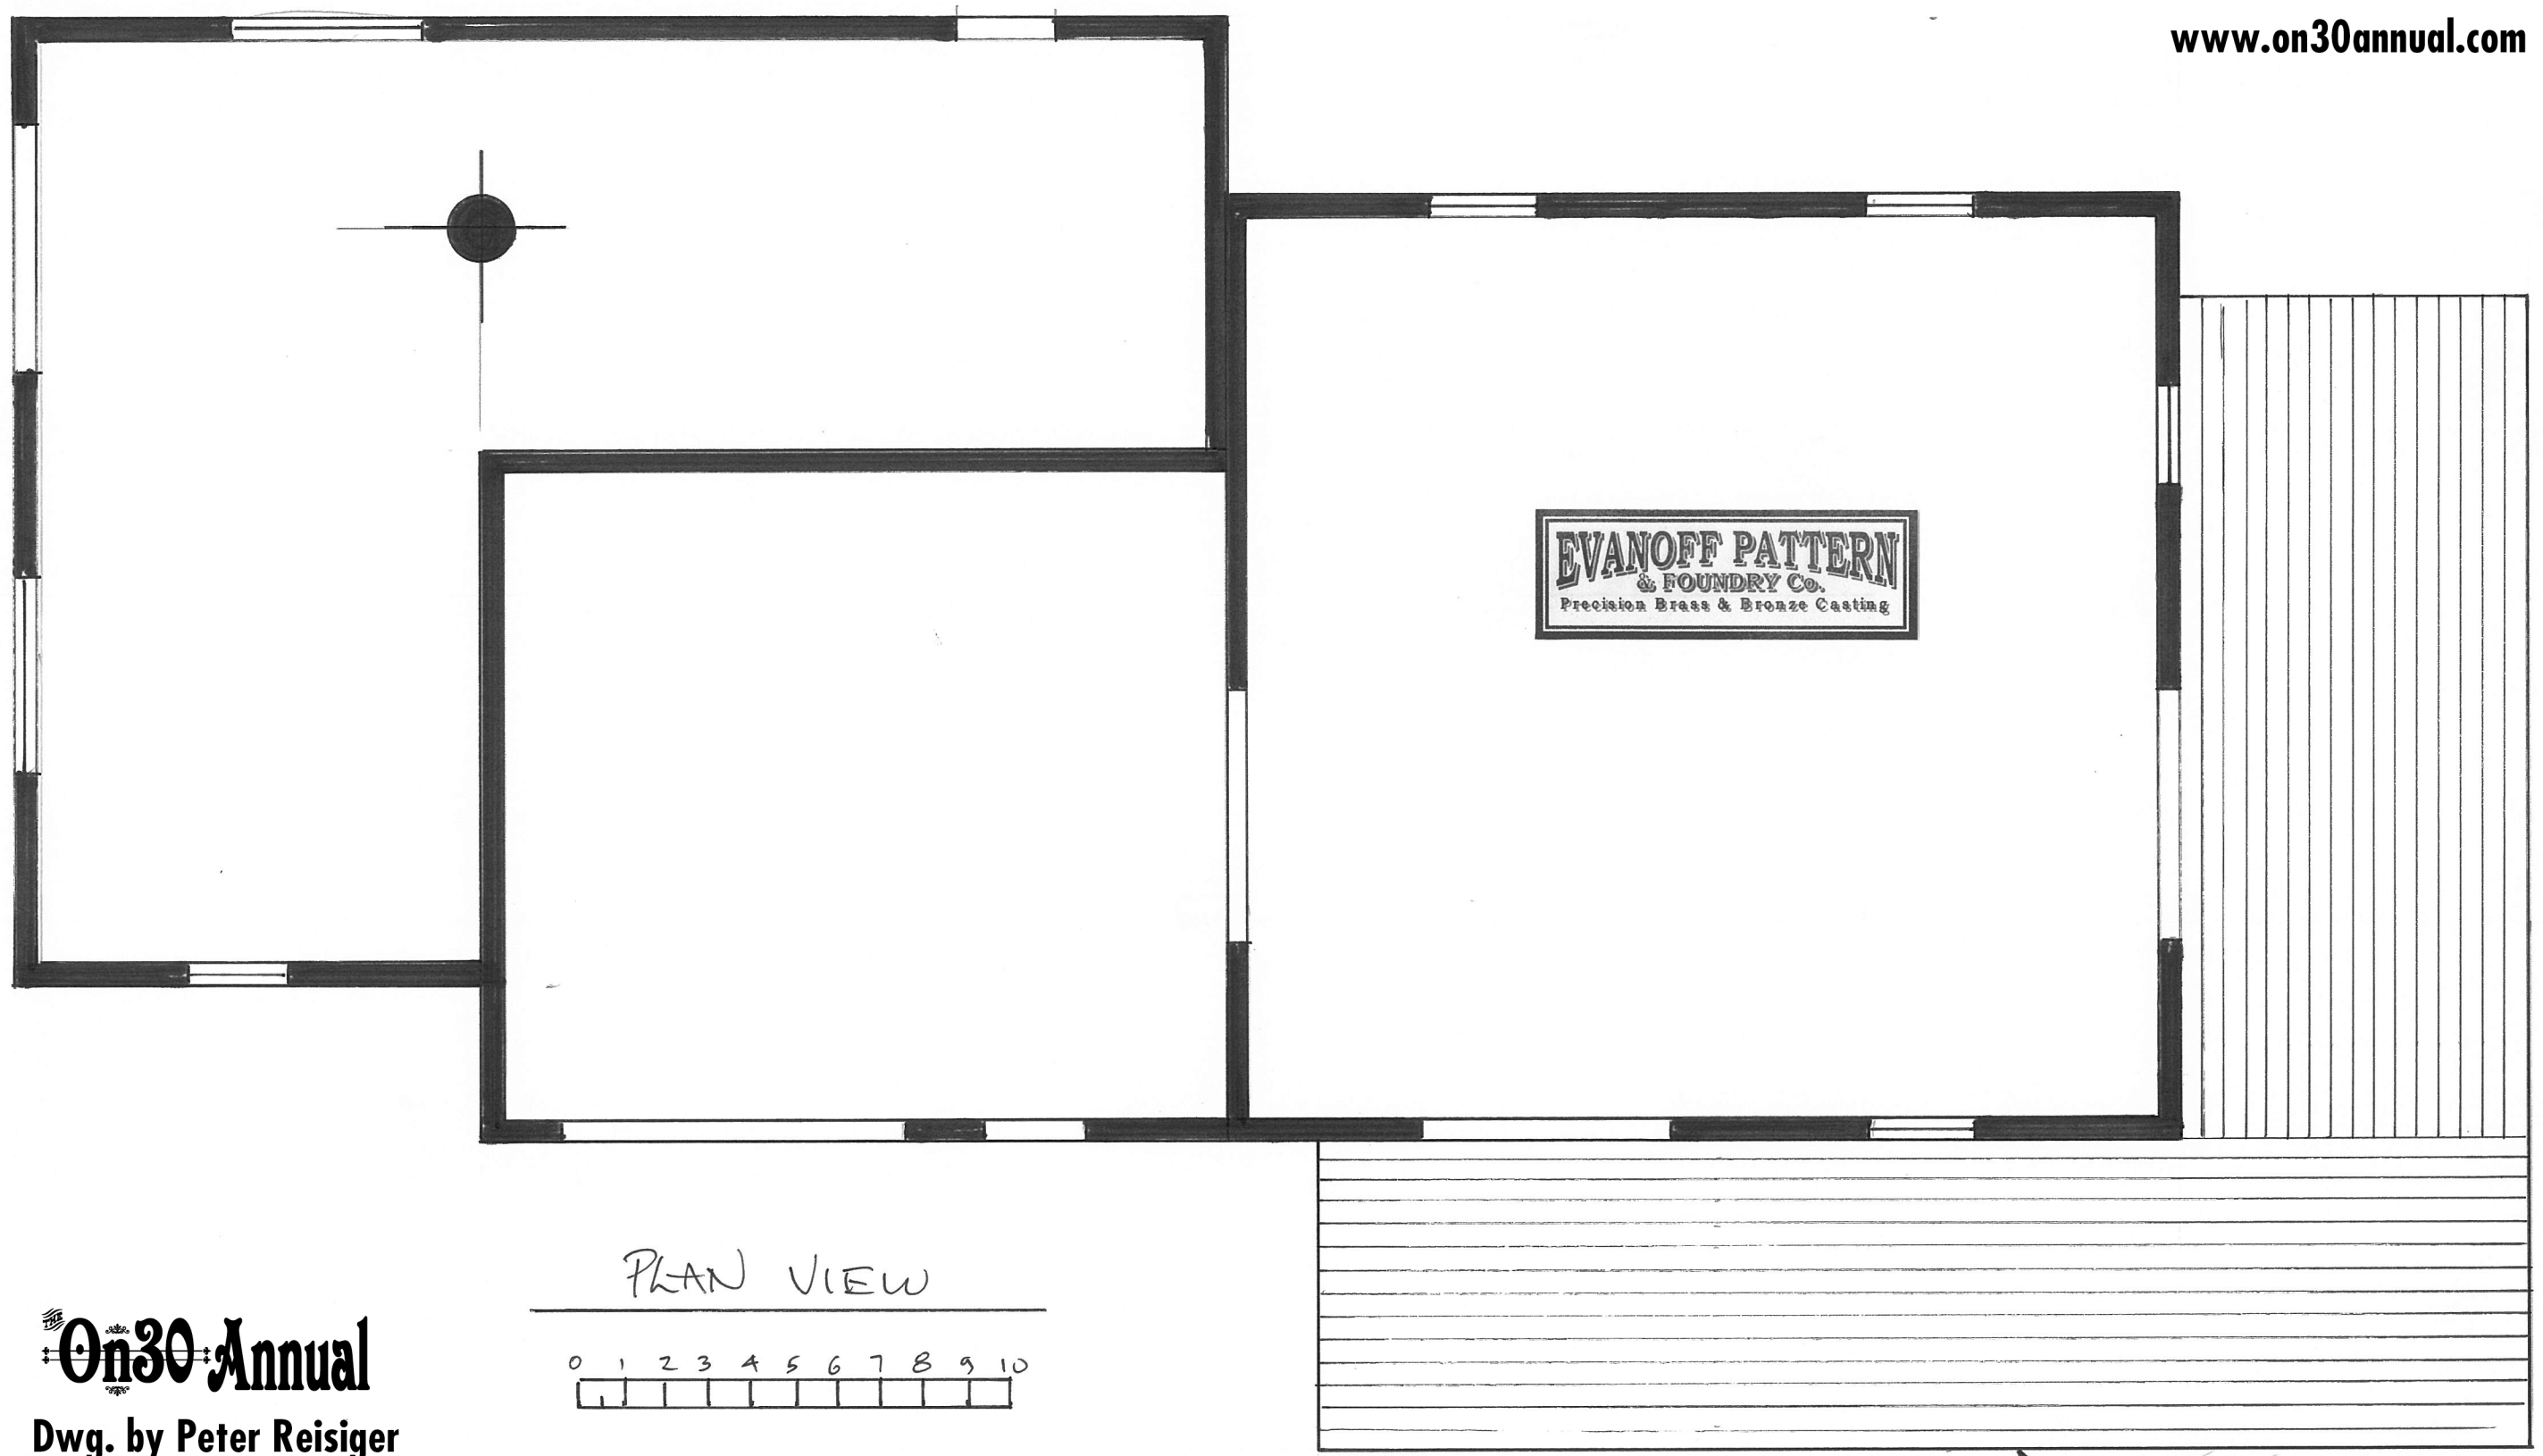 www.on30annual.com
EVANOFF PATTERN
& FOUNDRY Co.
Precision Brass & Bronze Casting
PLAN VIEW
0 1 2 3 4 5 6 7 8 9 10
THE
On30 Annual
Dwg. by Peter Reisiger